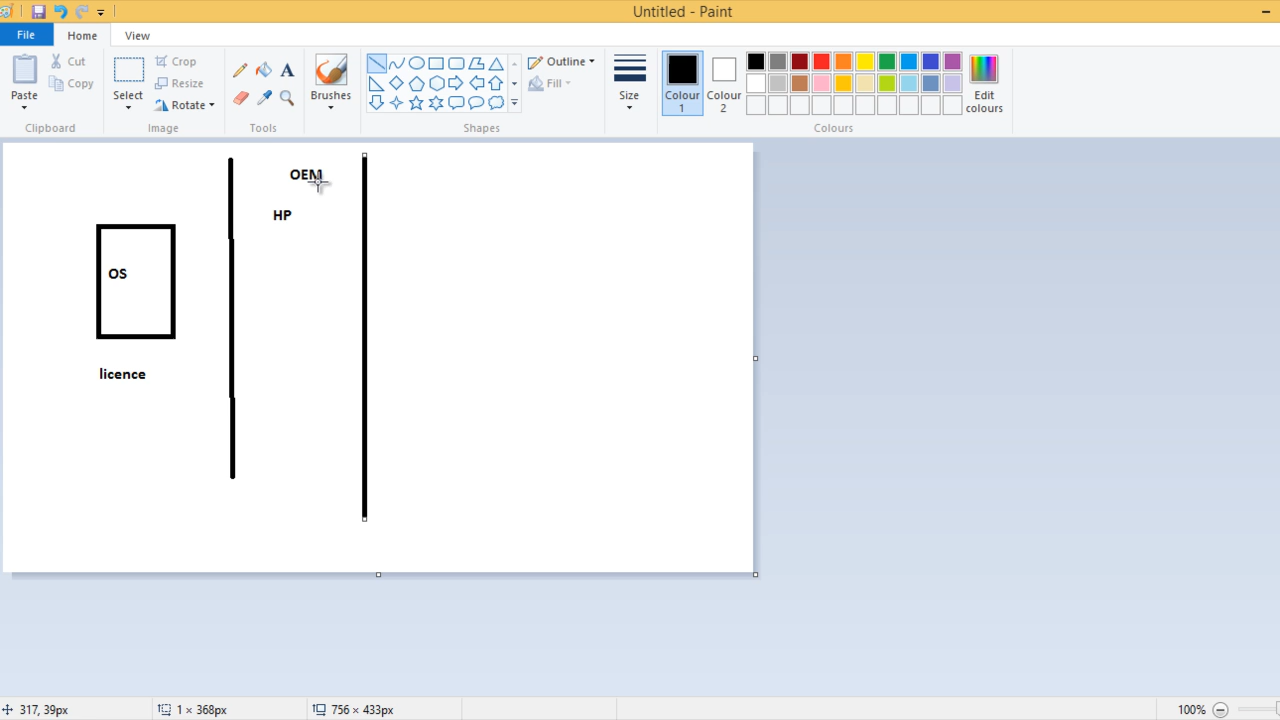 Untitled - Paint
File
Home
View
Paste
Cut
Copy
Clipboard
Select
Crop
Resize
Rotate
Image
A
Tools
Brushes
Outline
Fill
Shapes
Size
Colour 1
Colour 2
Edit colours
Colours
OEM
HP
OS
licence
317, 39px
1 × 368px
756 × 433px
100%